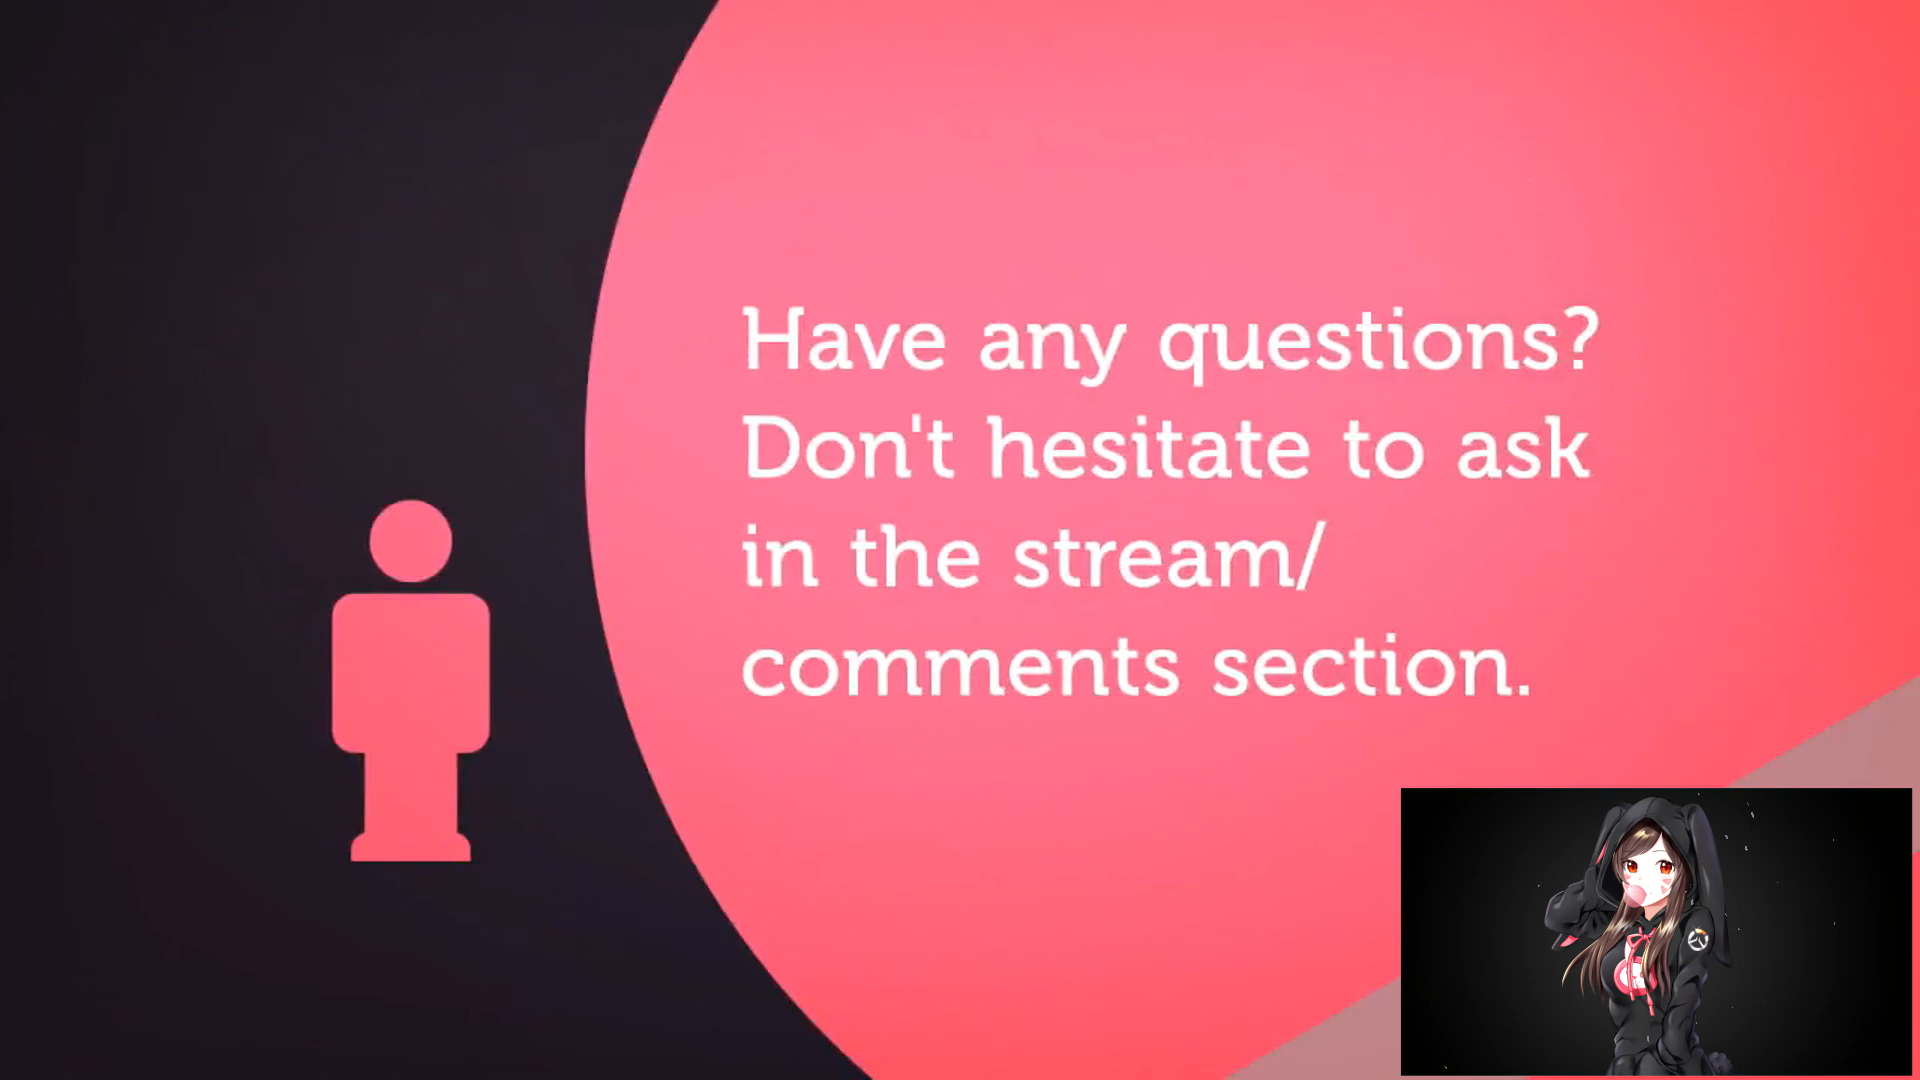 Have any questions?
Don't hesitate to ask
in the stream/
comments section.